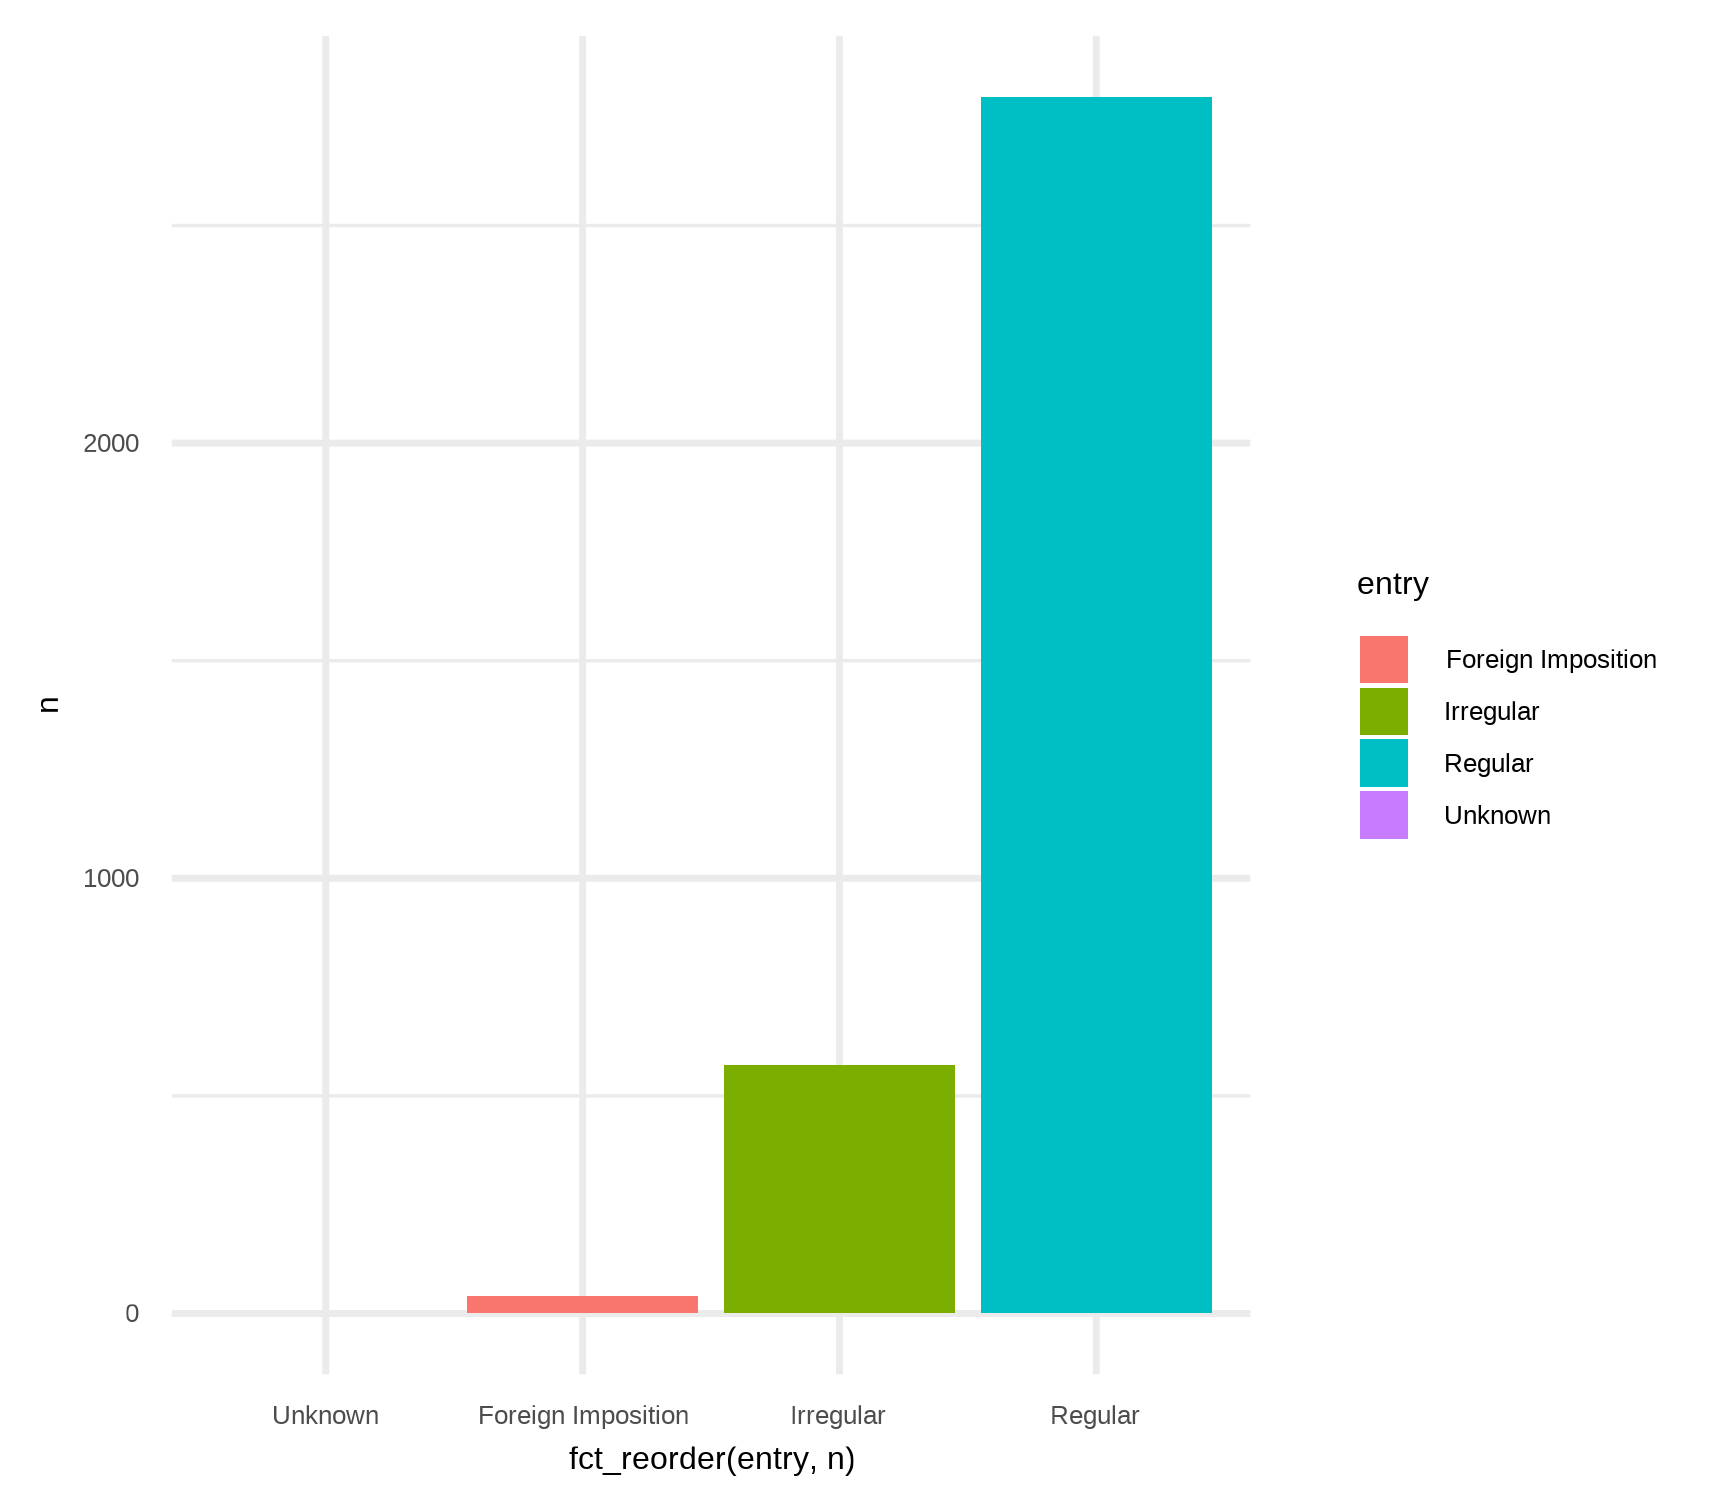 2000
1000
0
n
Unknown
Foreign Imposition
Irregular
Regular
fct_reorder(entry, n)
entry
Foreign Imposition
Irregular
Regular
Unknown